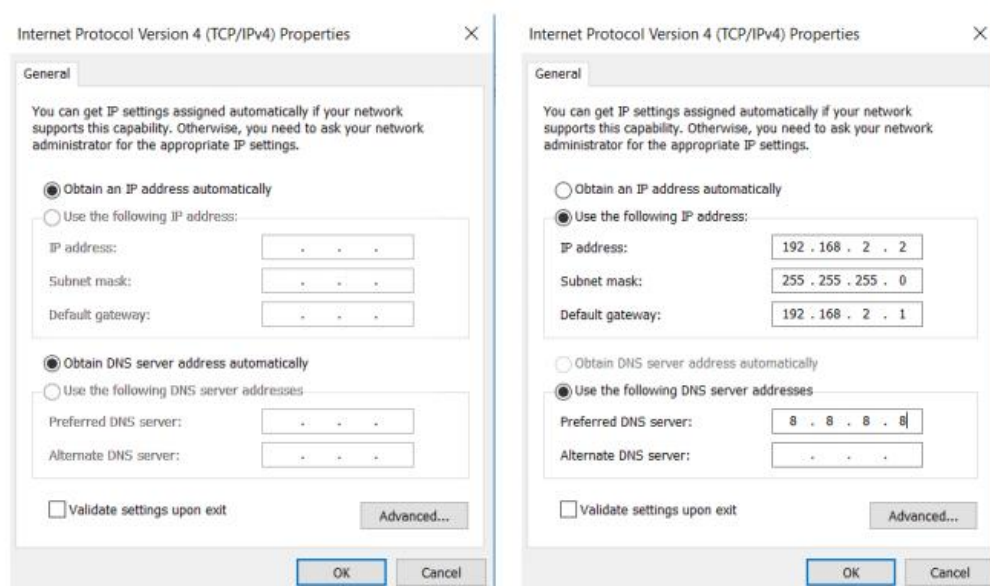 Internet Protocol Version 4 (TCP/IPv4) Properties
General
You can get IP settings assigned automatically if your network
supports this capability. Otherwise, you need to ask your network
administrator for the appropriate IP settings.
Obtain an IP address automatically
Use the following IP address:
IP address:
Subnet mask:
Default gateway:
Obtain DNS server address automatically
Use the following DNS server addresses
Preferred DNS server:
Alternate DNS server:
Validate settings upon exit
Advanced...
OK Cancel
Internet Protocol Version 4 (TCP/IPv4) Properties
General
You can get IP settings assigned automatically if your network
supports this capability. Otherwise, you need to ask your network
administrator for the appropriate IP settings.
Obtain an IP address automatically
Use the following IP address:
IP address: 192 . 168 . 2 . 2
Subnet mask: 255 . 255 . 255 . 0
Default gateway: 192 . 168 . 2 . 1
Obtain DNS server address automatically
Use the following DNS server addresses
Preferred DNS server: 8 . 8 . 8 . 8
Alternate DNS server:
Validate settings upon exit
Advanced...
OK Cancel